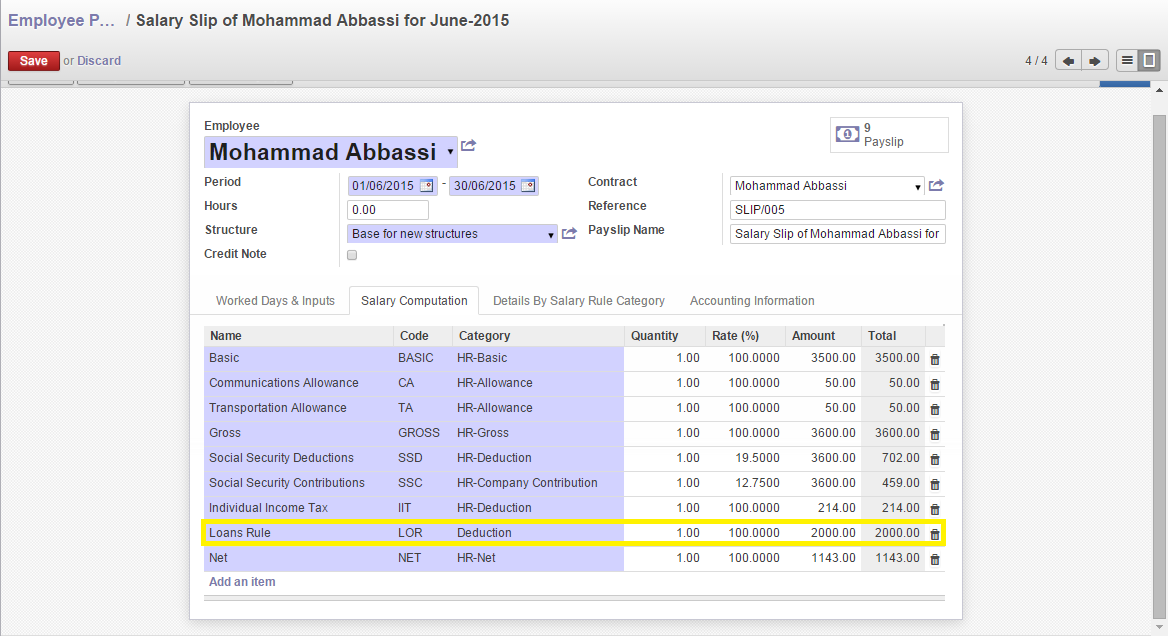 Employee P... / Salary Slip of Mohammad Abbassi for June-2015
Save or Discard
4 / 4
Employee
Mohammad Abbassi
9
Payslip
Period 01/06/2015 - 30/06/2015
Contract Mohammad Abbassi
Hours 0.00
Reference SLIP/005
Structure Base for new structures
Payslip Name Salary Slip of Mohammad Abbassi for
Credit Note
Worked Days & Inputs Salary Computation Details By Salary Rule Category Accounting Information
Name Code Category Quantity Rate (%) Amount Total
Basic BASIC HR-Basic 1.00 100.0000 3500.00 3500.00
Communications Allowance CA HR-Allowance 1.00 100.0000 50.00 50.00
Transportation Allowance TA HR-Allowance 1.00 100.0000 50.00 50.00
Gross GROSS HR-Gross 1.00 100.0000 3600.00 3600.00
Social Security Deductions SSD HR-Deduction 1.00 19.5000 3600.00 702.00
Social Security Contributions SSC HR-Company Contribution 1.00 12.7500 3600.00 459.00
Individual Income Tax IIT HR-Deduction 1.00 100.0000 214.00 214.00
Loans Rule LOR Deduction 1.00 100.0000 2000.00 2000.00
Net NET HR-Net 1.00 100.0000 1143.00 1143.00
Add an item